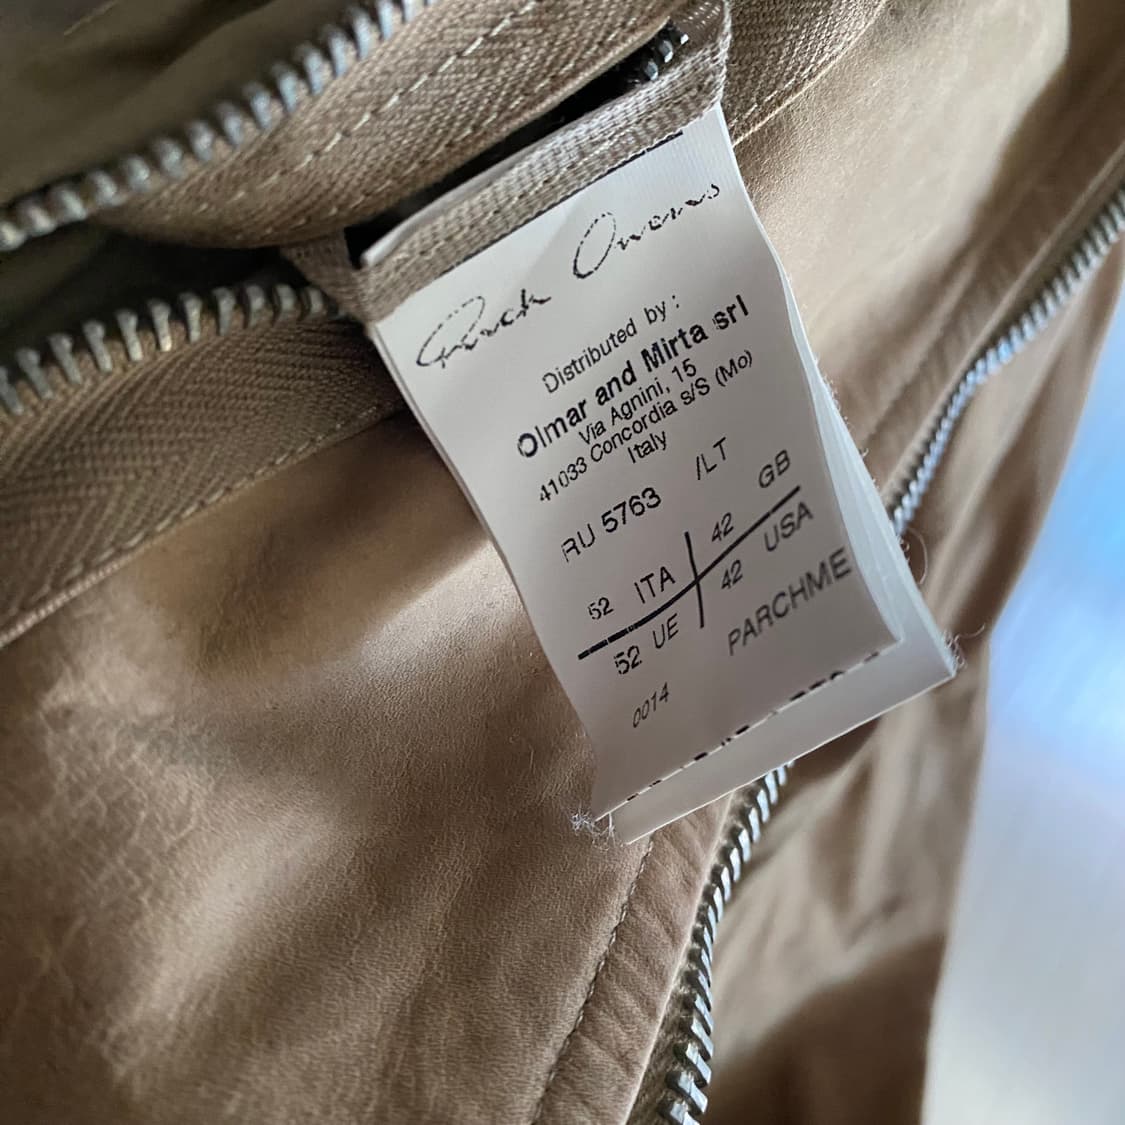 Rick Owens
Distributed by :
Olmar and Mirta srl
Via Agnini, 15
41033 Concordia s/S (Mo)
Italy
RU 5763 /LT
52 ITA 42 GB
52 UE 42 USA
PARCHME
0014